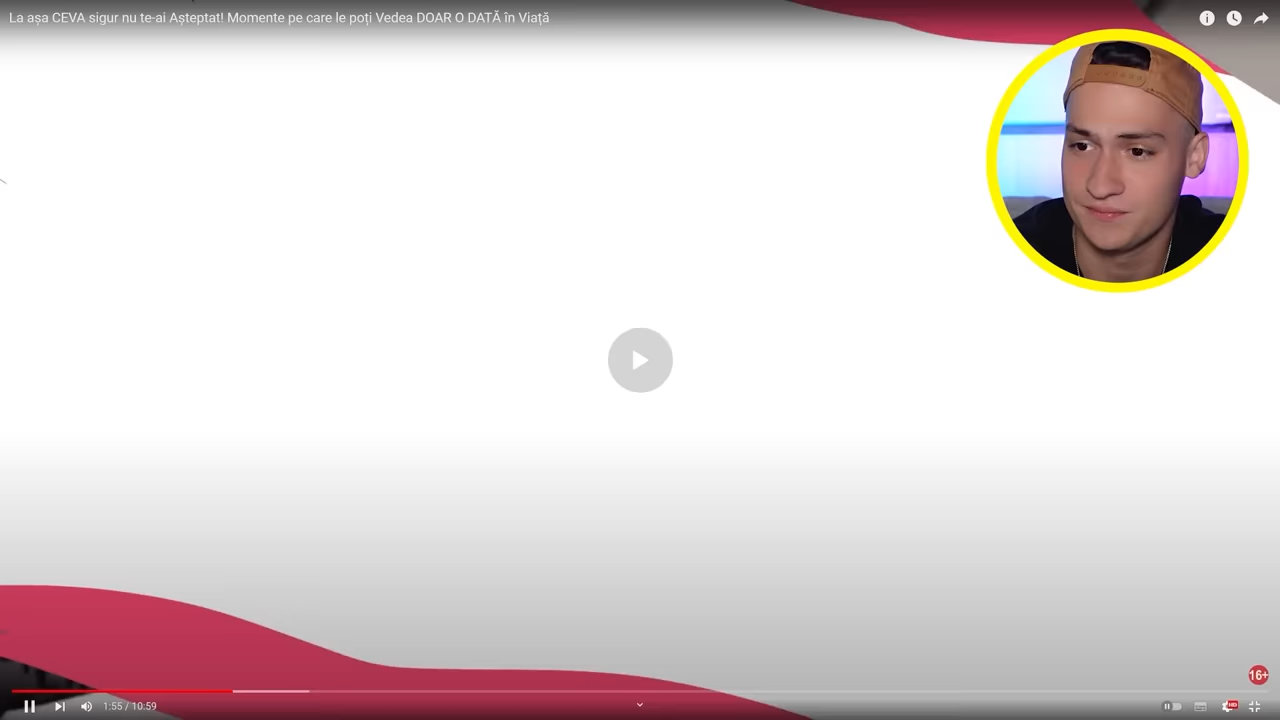 La așa CEVA sigur nu te-ai Așteptat! Momente pe care le poți Vedea DOAR O DATĂ în Viață
16+
1:55 / 10:59
HD